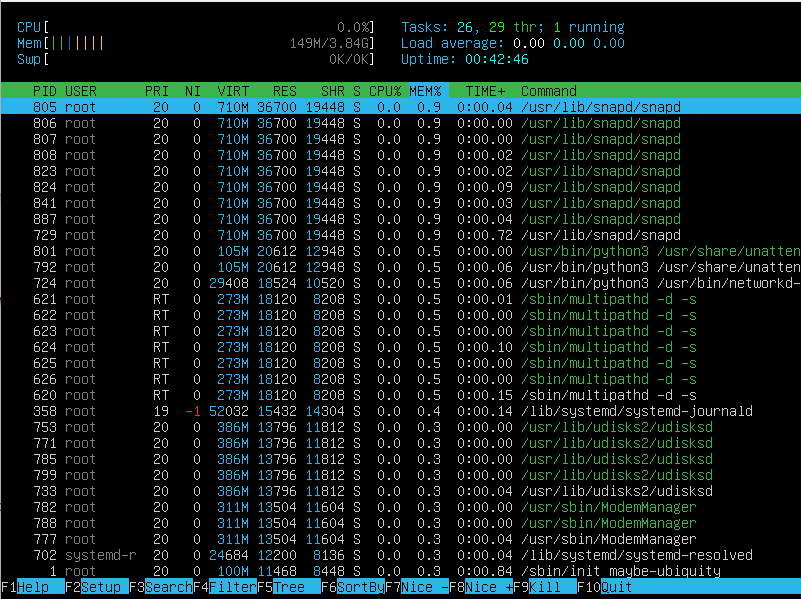 CPU[ 0.0%] Tasks: 26, 29 thr; 1 running
Mem[||||||| 149M/3.84G] Load average: 0.00 0.00 0.00
Swp[ 0K/0K] Uptime: 00:42:46
PID USER PRI NI VIRT RES SHR S CPU% MEM% TIME+ Command
805 root 20 0 710M 36700 19448 S 0.0 0.9 0:00.04 /usr/lib/snapd/snapd
806 root 20 0 710M 36700 19448 S 0.0 0.9 0:00.00 /usr/lib/snapd/snapd
807 root 20 0 710M 36700 19448 S 0.0 0.9 0:00.00 /usr/lib/snapd/snapd
808 root 20 0 710M 36700 19448 S 0.0 0.9 0:00.02 /usr/lib/snapd/snapd
823 root 20 0 710M 36700 19448 S 0.0 0.9 0:00.02 /usr/lib/snapd/snapd
824 root 20 0 710M 36700 19448 S 0.0 0.9 0:00.09 /usr/lib/snapd/snapd
841 root 20 0 710M 36700 19448 S 0.0 0.9 0:00.03 /usr/lib/snapd/snapd
887 root 20 0 710M 36700 19448 S 0.0 0.9 0:00.04 /usr/lib/snapd/snapd
729 root 20 0 710M 36700 19448 S 0.0 0.9 0:00.72 /usr/lib/snapd/snapd
801 root 20 0 105M 20612 12948 S 0.0 0.5 0:00.00 /usr/bin/python3 /usr/share/unatten
792 root 20 0 105M 20612 12948 S 0.0 0.5 0:00.06 /usr/bin/python3 /usr/share/unatten
724 root 20 0 29408 18524 10520 S 0.0 0.5 0:00.06 /usr/bin/python3 /usr/bin/networkd-
621 root RT 0 273M 18120 8208 S 0.0 0.5 0:00.01 /sbin/multipathd -d -s
622 root RT 0 273M 18120 8208 S 0.0 0.5 0:00.00 /sbin/multipathd -d -s
623 root RT 0 273M 18120 8208 S 0.0 0.5 0:00.00 /sbin/multipathd -d -s
624 root RT 0 273M 18120 8208 S 0.0 0.5 0:00.10 /sbin/multipathd -d -s
625 root RT 0 273M 18120 8208 S 0.0 0.5 0:00.00 /sbin/multipathd -d -s
626 root RT 0 273M 18120 8208 S 0.0 0.5 0:00.00 /sbin/multipathd -d -s
620 root RT 0 273M 18120 8208 S 0.0 0.5 0:00.15 /sbin/multipathd -d -s
358 root 19 -1 52032 15432 14304 S 0.0 0.4 0:00.14 /lib/systemd/systemd-journald
753 root 20 0 386M 13796 11812 S 0.0 0.3 0:00.00 /usr/lib/udisks2/udisksd
771 root 20 0 386M 13796 11812 S 0.0 0.3 0:00.00 /usr/lib/udisks2/udisksd
785 root 20 0 386M 13796 11812 S 0.0 0.3 0:00.00 /usr/lib/udisks2/udisksd
799 root 20 0 386M 13796 11812 S 0.0 0.3 0:00.00 /usr/lib/udisks2/udisksd
733 root 20 0 386M 13796 11812 S 0.0 0.3 0:00.04 /usr/lib/udisks2/udisksd
782 root 20 0 311M 13504 11604 S 0.0 0.3 0:00.00 /usr/sbin/ModemManager
788 root 20 0 311M 13504 11604 S 0.0 0.3 0:00.00 /usr/sbin/ModemManager
777 root 20 0 311M 13504 11604 S 0.0 0.3 0:00.04 /usr/sbin/ModemManager
702 systemd-r 20 0 24684 12200 8136 S 0.0 0.3 0:00.04 /lib/systemd/systemd-resolved
1 root 20 0 100M 11468 8448 S 0.0 0.3 0:00.84 /sbin/init maybe-ubiquity
F1Help F2Setup F3SearchF4FilterF5Tree F6SortByF7Nice -F8Nice +F9Kill F10Quit